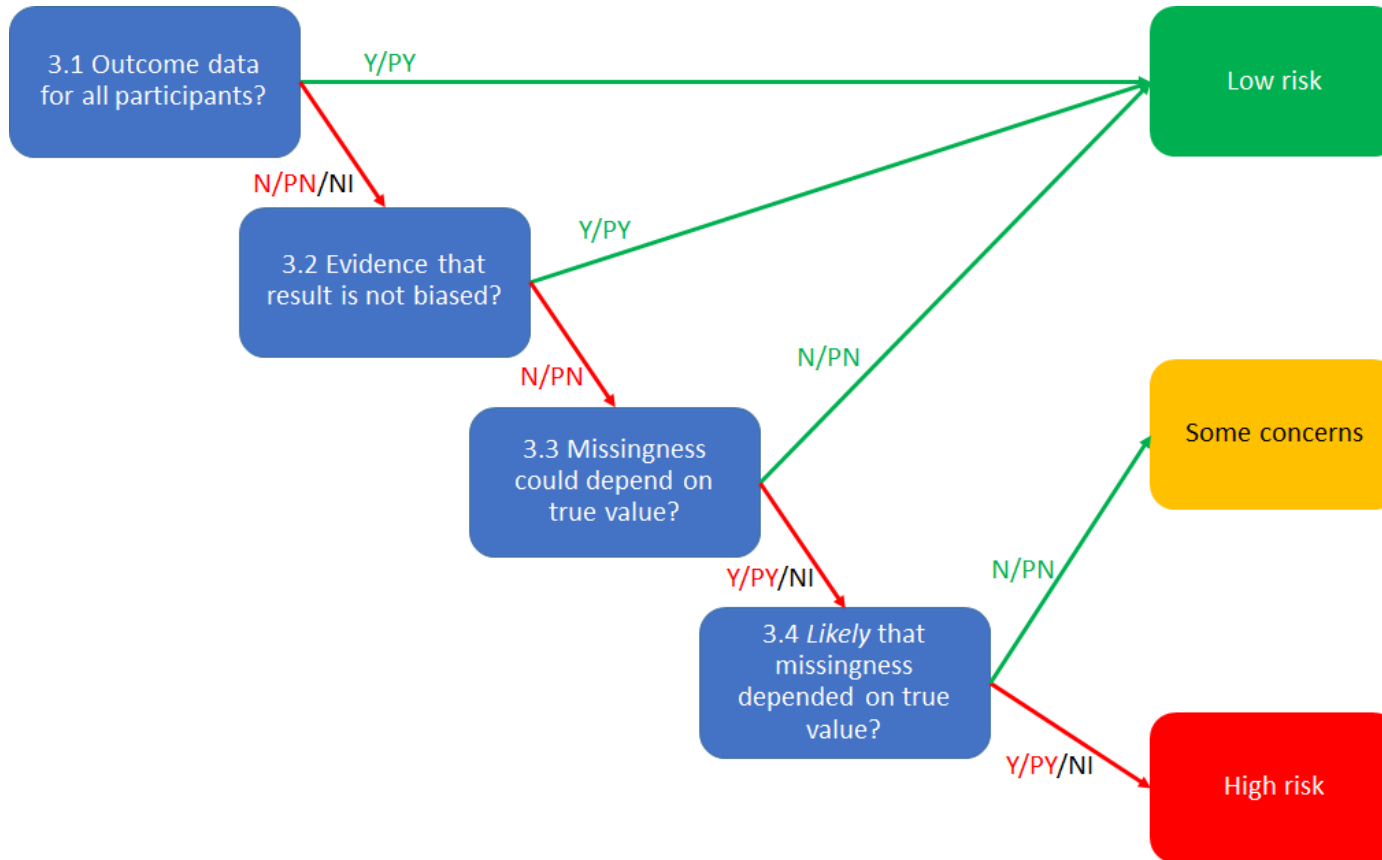 3.1 Outcome data
for all participants?
Y/PY
Low risk
N/PN/NI
3.2 Evidence that
result is not biased?
Y/PY
N/PN
3.3 Missingness
could depend on
true value?
N/PN
Some concerns
Y/PY/NI
3.4 Likely that
missingness
depended on true
value?
N/PN
Y/PY/NI
High risk